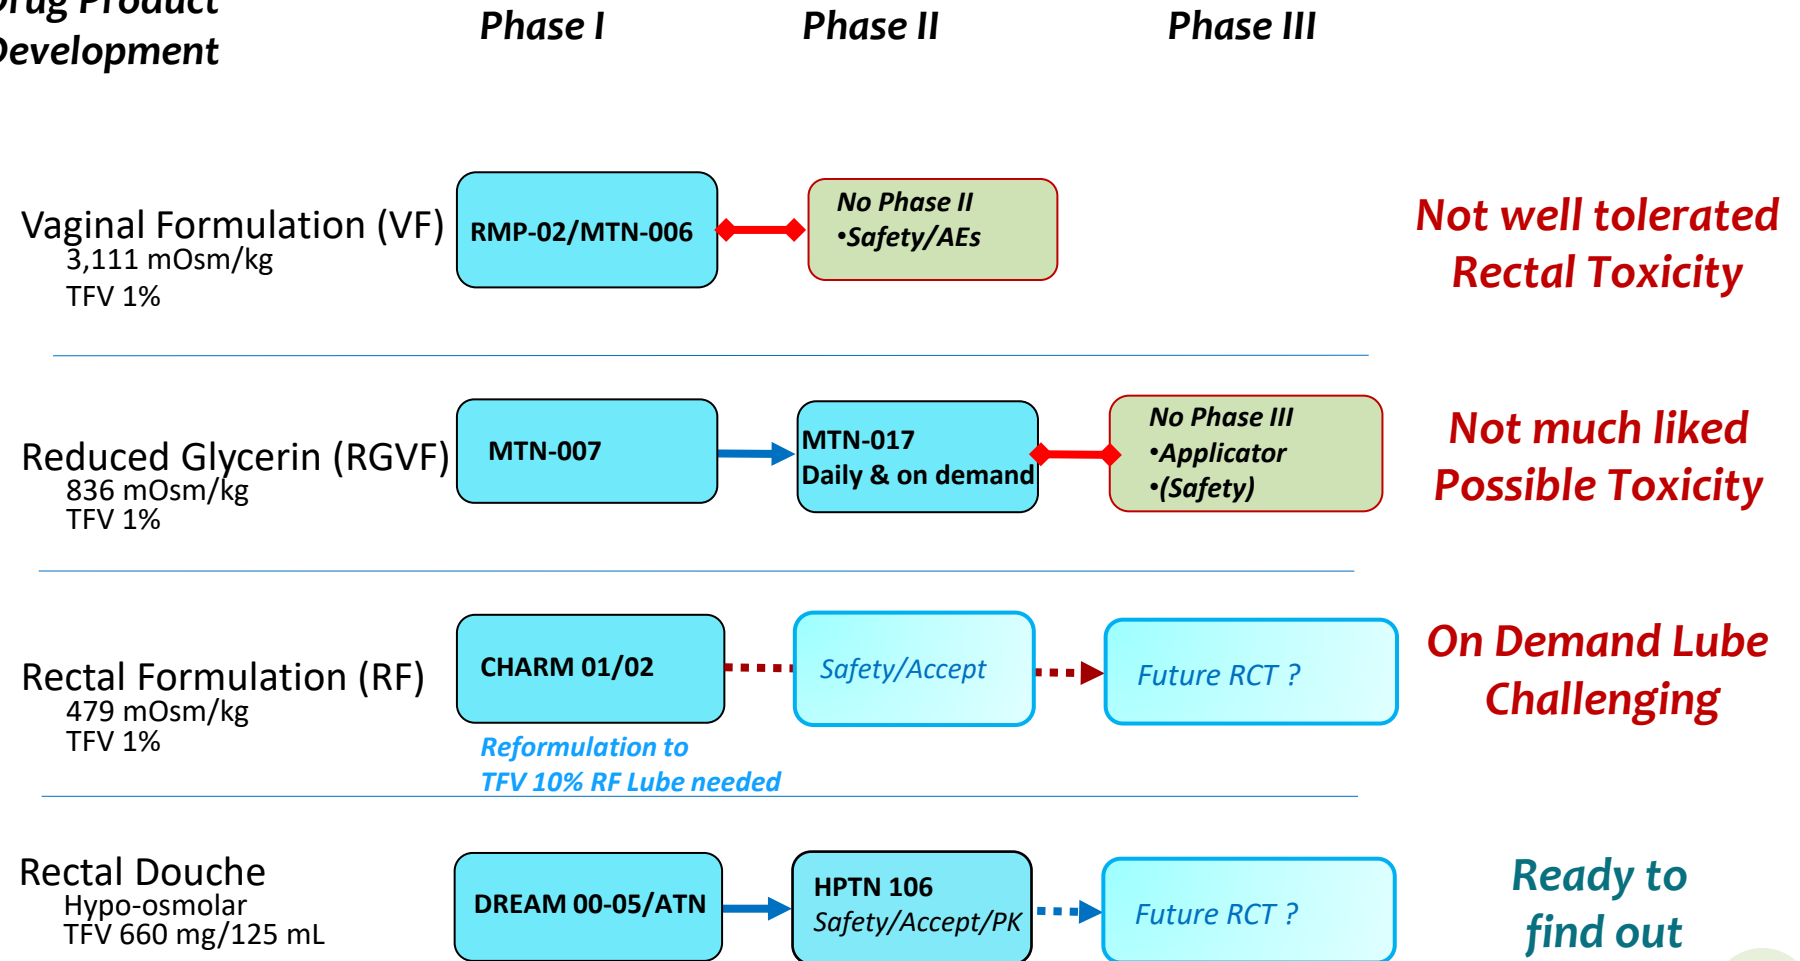 Drug Product
Development
Phase I
Phase II
Phase III
Vaginal Formulation (VF)
3,111 mOsm/kg
TFV 1%
RMP-02/MTN-006
No Phase II
•Safety/AEs
Not well tolerated
Rectal Toxicity
Reduced Glycerin (RGVF)
836 mOsm/kg
TFV 1%
MTN-007
MTN-017
Daily & on demand
No Phase III
•Applicator
•(Safety)
Not much liked
Possible Toxicity
Rectal Formulation (RF)
479 mOsm/kg
TFV 1%
CHARM 01/02
Reformulation to
TFV 10% RF Lube needed
Safety/Accept
Future RCT ?
On Demand Lube
Challenging
Rectal Douche
Hypo-osmolar
TFV 660 mg/125 mL
DREAM 00-05/ATN
HPTN 106
Safety/Accept/PK
Future RCT ?
Ready to
find out